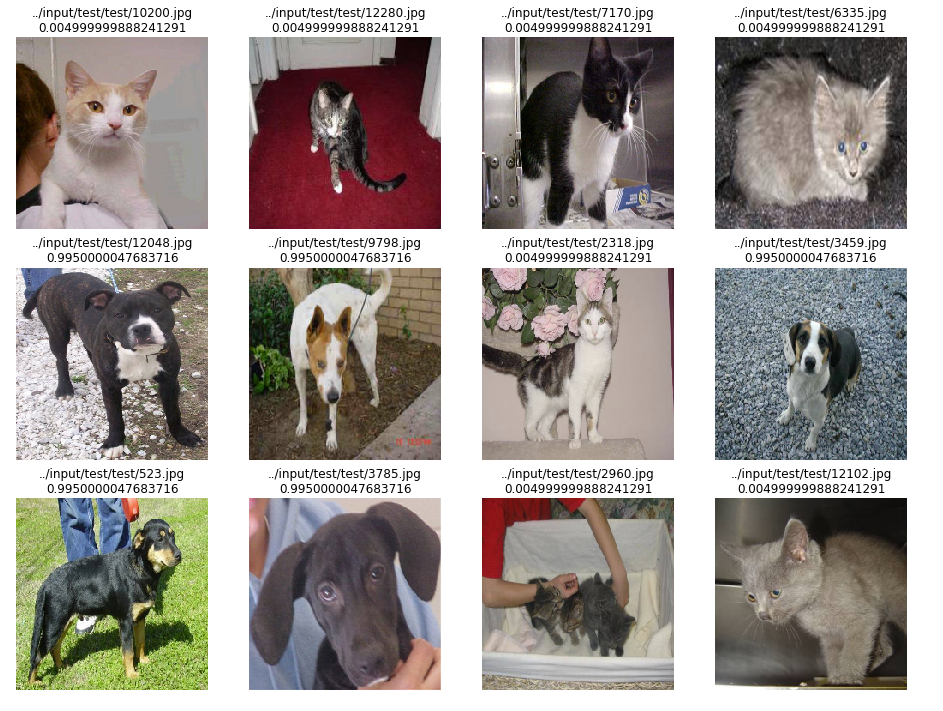 ../input/test/test/10200.jpg
0.004999999888241291
../input/test/test/12280.jpg
0.004999999888241291
../input/test/test/7170.jpg
0.004999999888241291
../input/test/test/6335.jpg
0.004999999888241291
../input/test/test/12048.jpg
0.9950000047683716
../input/test/test/9798.jpg
0.9950000047683716
../input/test/test/2318.jpg
0.004999999888241291
../input/test/test/3459.jpg
0.9950000047683716
../input/test/test/523.jpg
0.9950000047683716
../input/test/test/3785.jpg
0.9950000047683716
../input/test/test/2960.jpg
0.004999999888241291
../input/test/test/12102.jpg
0.004999999888241291